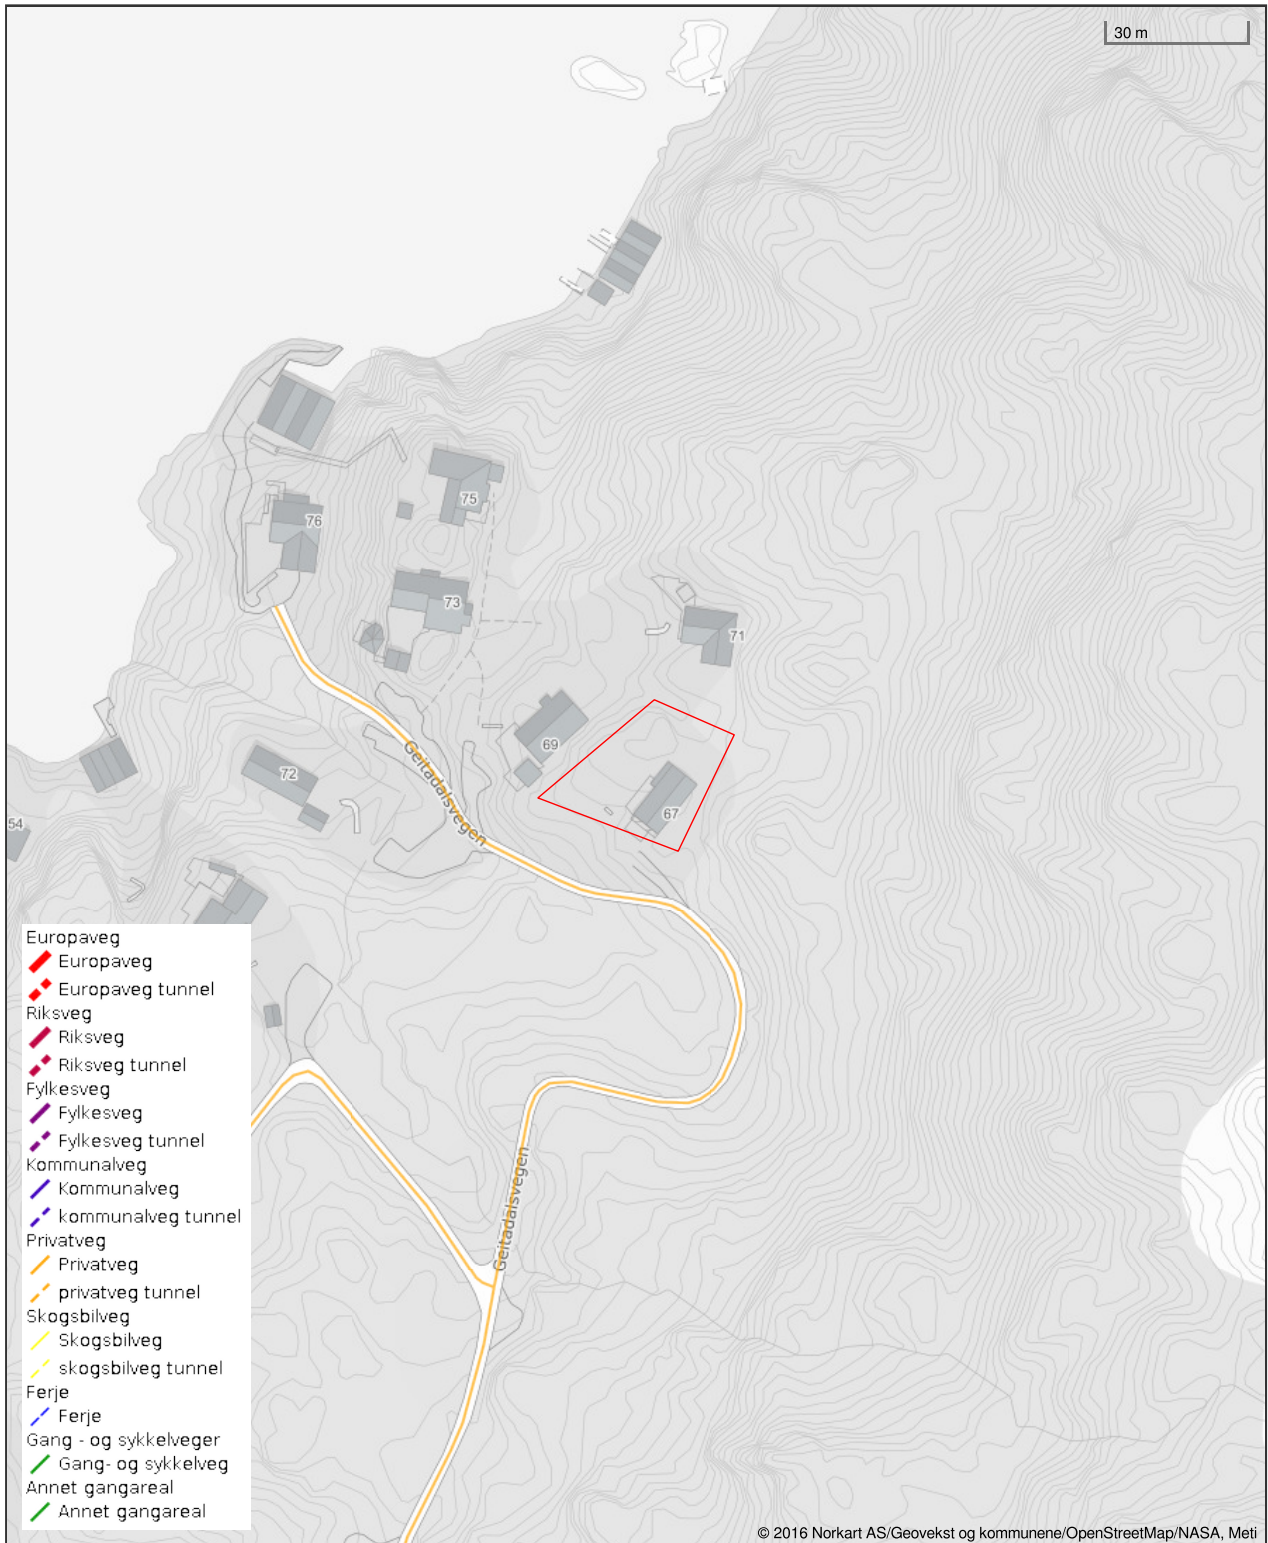 30 m
75
76
73
71
69
Geitadalsvegen
72
67
54
Europaveg
Europaveg
Europaveg tunnel
Riksveg
Riksveg
Riksveg tunnel
Fylkesveg
Fylkesveg
Fylkesveg tunnel
Kommunalveg
Kommunalveg
kommunalveg tunnel
Privatveg
Privatveg
privatveg tunnel
Skogsbilveg
Skogsbilveg
skogsbilveg tunnel
Ferje
Ferje
Gang - og sykkelveger
Gang- og sykkelveg
Annet gangareal
Annet gangareal
Geitadalsvegen
© 2016 Norkart AS/Geovekst og kommunene/OpenStreetMap/NASA, Meti